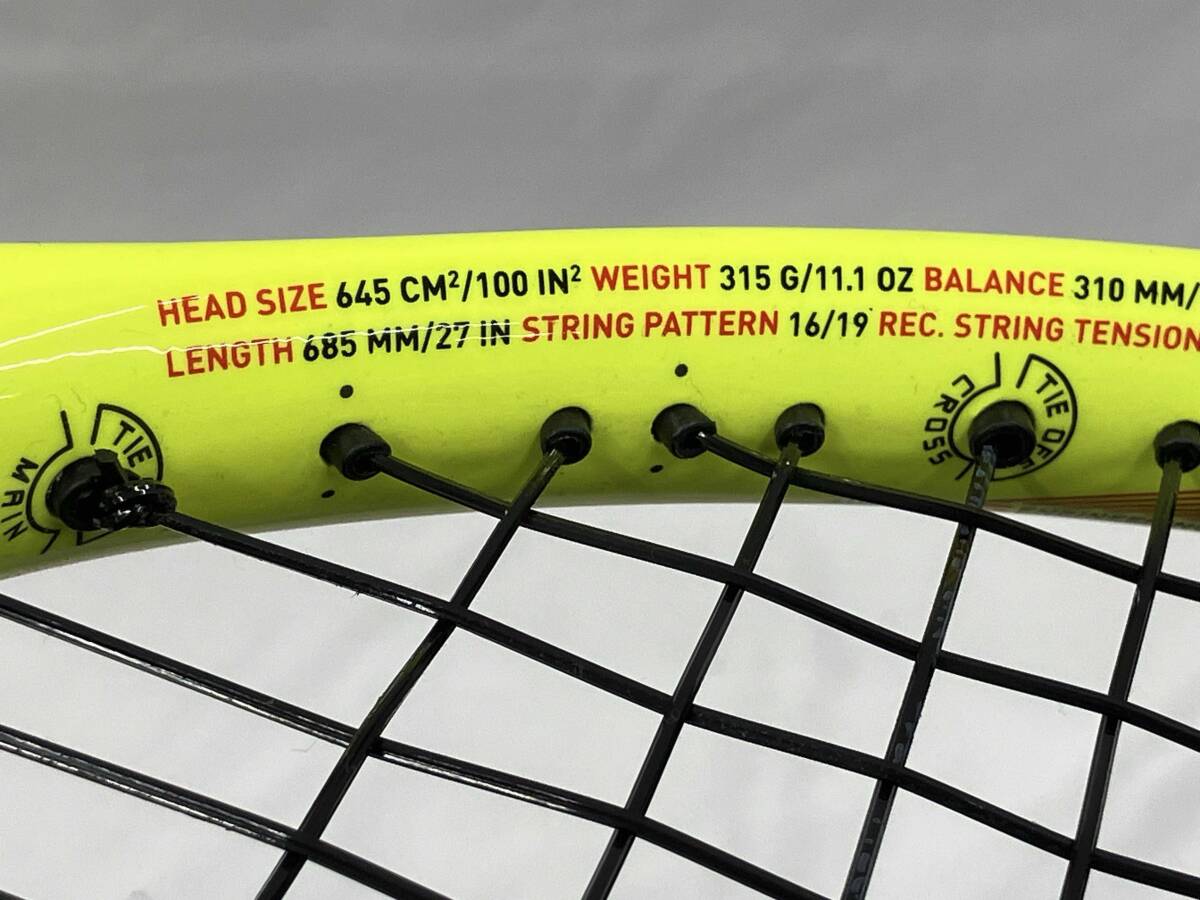 HEAD SIZE 645 CM²/100 IN² WEIGHT 315 G/11.1 OZ BALANCE 310 MM/
LENGTH 685 MM/27 IN STRING PATTERN 16/19 REC. STRING TENSION
TIE
MAIN
TIE OFF
CROSS